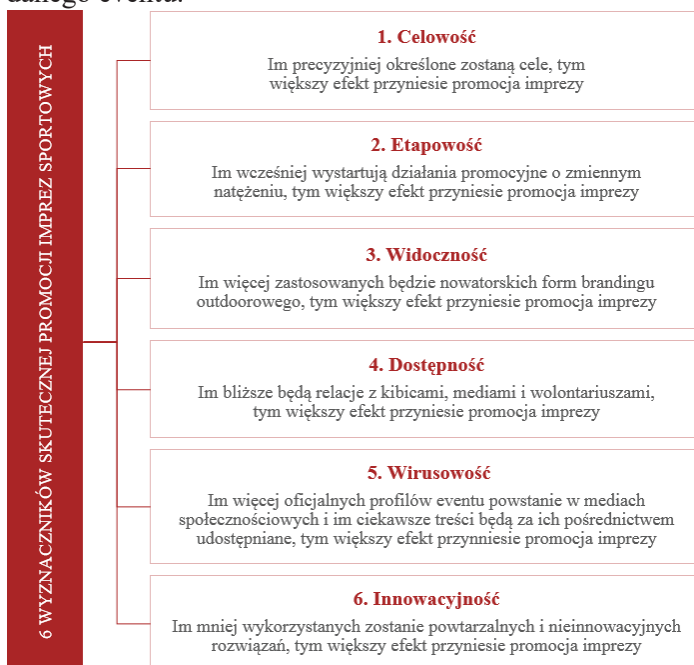 danego eventu.
6 WYZNACZNIKÓW SKUTECZNEJ PROMOCJI IMPREZ SPORTOWYCH
1. Celowość
Im precyzyjniej określone zostaną cele, tym
większy efekt przyniesie promocja imprezy
2. Etapowość
Im wcześniej wystartują działania promocyjne o zmiennym
natężeniu, tym większy efekt przyniesie promocja imprezy
3. Widoczność
Im więcej zastosowanych będzie nowatorskich form brandingu
outdoorowego, tym większy efekt przyniesie promocja imprezy
4. Dostępność
Im bliższe będą relacje z kibicami, mediami i wolontariuszami,
tym większy efekt przyniesie promocja imprezy
5. Wirusowość
Im więcej oficjalnych profilów eventu powstanie w mediach
społecznościowych i im ciekawsze treści będą za ich pośrednictwem
udostępniane, tym większy efekt przynniesie promocja imprezy
6. Innowacyjność
Im mniej wykorzystanych zostanie powtarzalnych i nieinnowacyjnych
rozwiązań, tym większy efekt przyniesie promocja imprezy